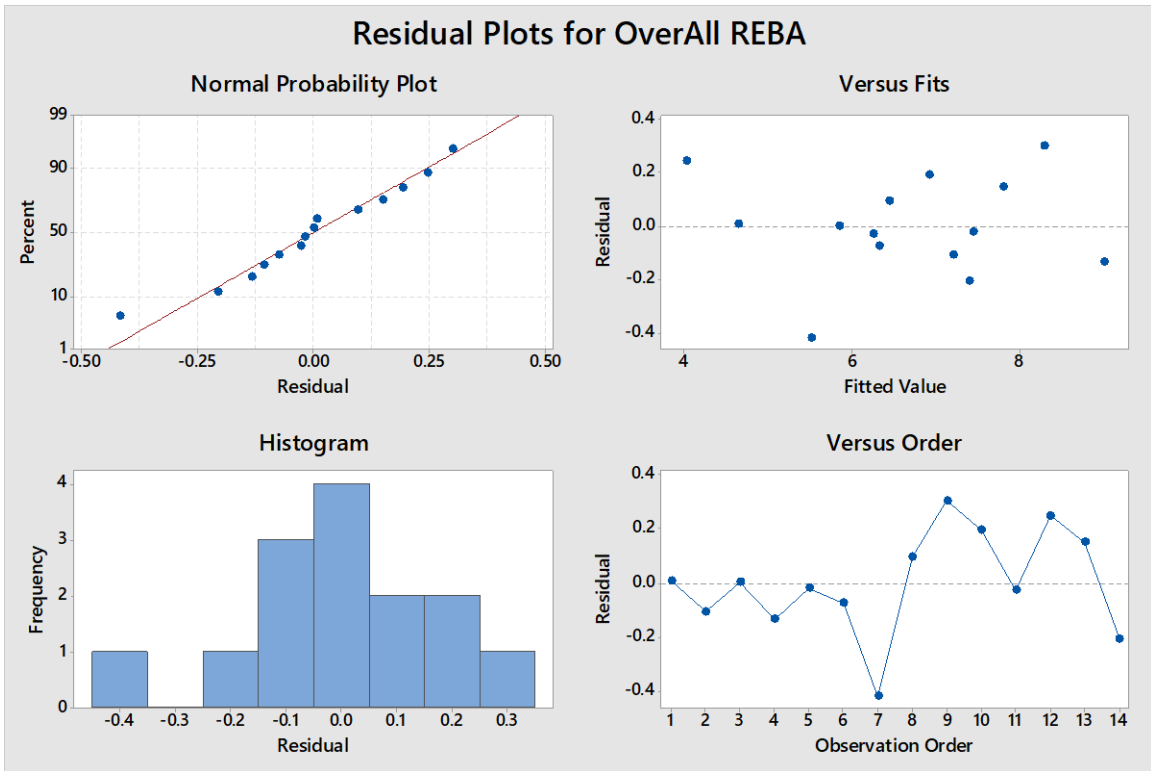 Residual Plots for OverAll REBA
Normal Probability Plot
99
90
50
10
1
Percent
-0.50 -0.25 0.00 0.25 0.50
Residual
Versus Fits
0.4
0.2
0.0
-0.2
-0.4
Residual
4 6 8
Fitted Value
Histogram
4
3
2
1
0
Frequency
-0.4 -0.3 -0.2 -0.1 0.0 0.1 0.2 0.3
Residual
Versus Order
0.4
0.2
0.0
-0.2
-0.4
Residual
1 2 3 4 5 6 7 8 9 10 11 12 13 14
Observation Order